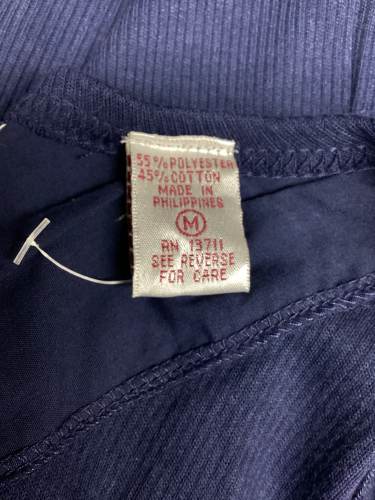 55% POLYESTER
45% COTTON
MADE IN
PHILIPPINES
M
RN 13711
SEE REVERSE
FOR CARE